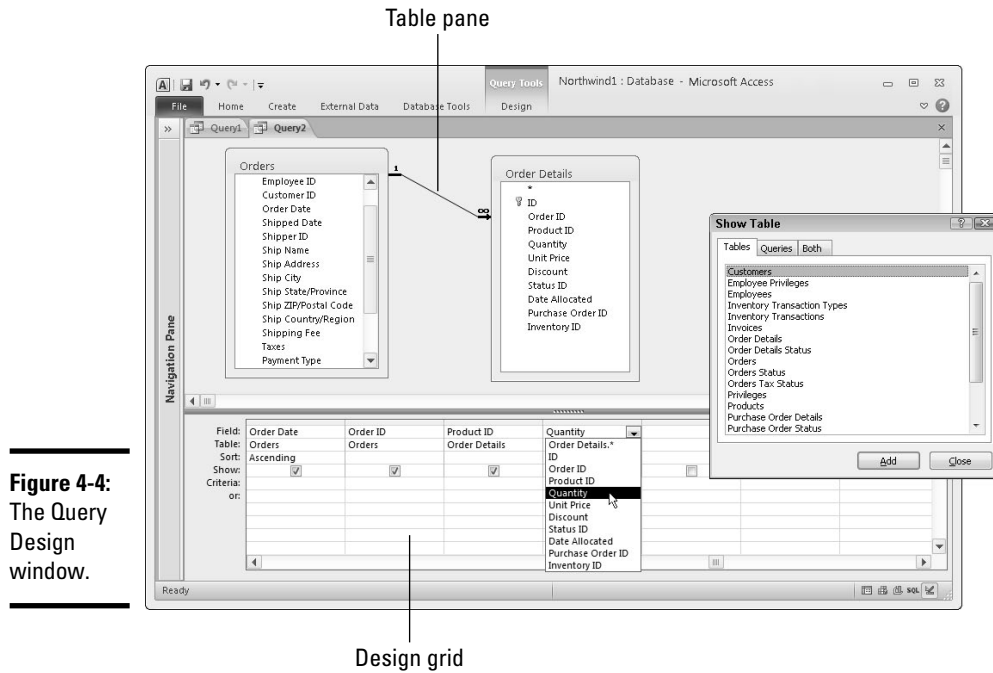 Table pane
Query Tools
Northwind1 : Database - Microsoft Access
File Home Create External Data Database Tools Design
Query1 Query2
Navigation Pane
Orders
Employee ID
Customer ID
Order Date
Shipped Date
Shipper ID
Ship Name
Ship Address
Ship City
Ship State/Province
Ship ZIP/Postal Code
Ship Country/Region
Shipping Fee
Taxes
Payment Type
1
∞
Order Details
*
ID
Order ID
Product ID
Quantity
Unit Price
Discount
Status ID
Date Allocated
Purchase Order ID
Inventory ID
Show Table
Tables Queries Both
Customers
Employee Privileges
Employees
Inventory Transaction Types
Inventory Transactions
Invoices
Order Details
Order Details Status
Orders
Orders Status
Orders Tax Status
Privileges
Products
Purchase Order Details
Purchase Order Status
Add Close
Field: Order Date Order ID Product ID Quantity
Table: Orders Orders Order Details
Sort: Ascending
Show:
Criteria:
or:
Order Details.*
ID
Order ID
Product ID
Quantity
Unit Price
Discount
Status ID
Date Allocated
Purchase Order ID
Inventory ID
Ready
SQL
Design grid
Figure 4-4:
The Query
Design
window.